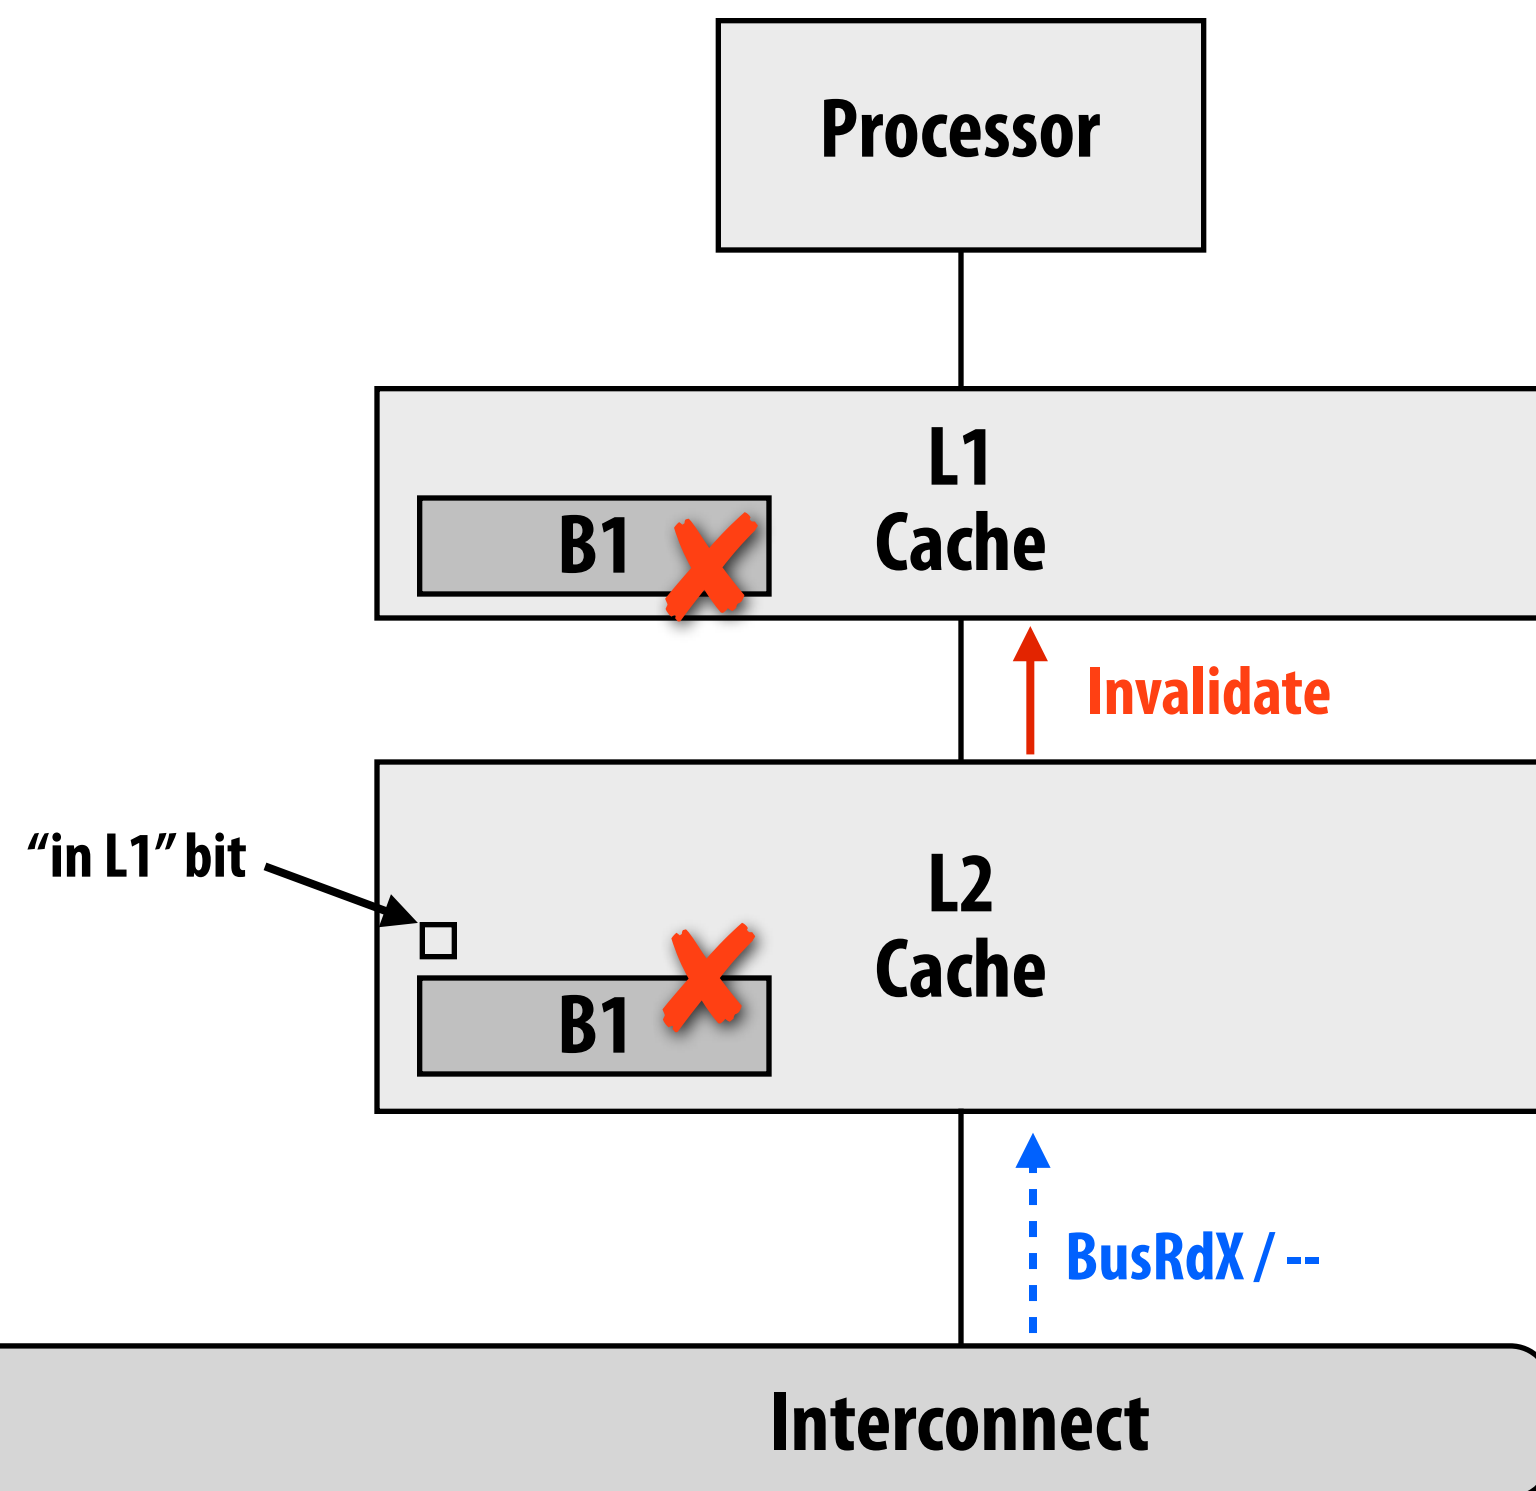 Processor
L1
Cache
B1
Invalidate
“in L1” bit
L2
Cache
B1
BusRdX / --
Interconnect